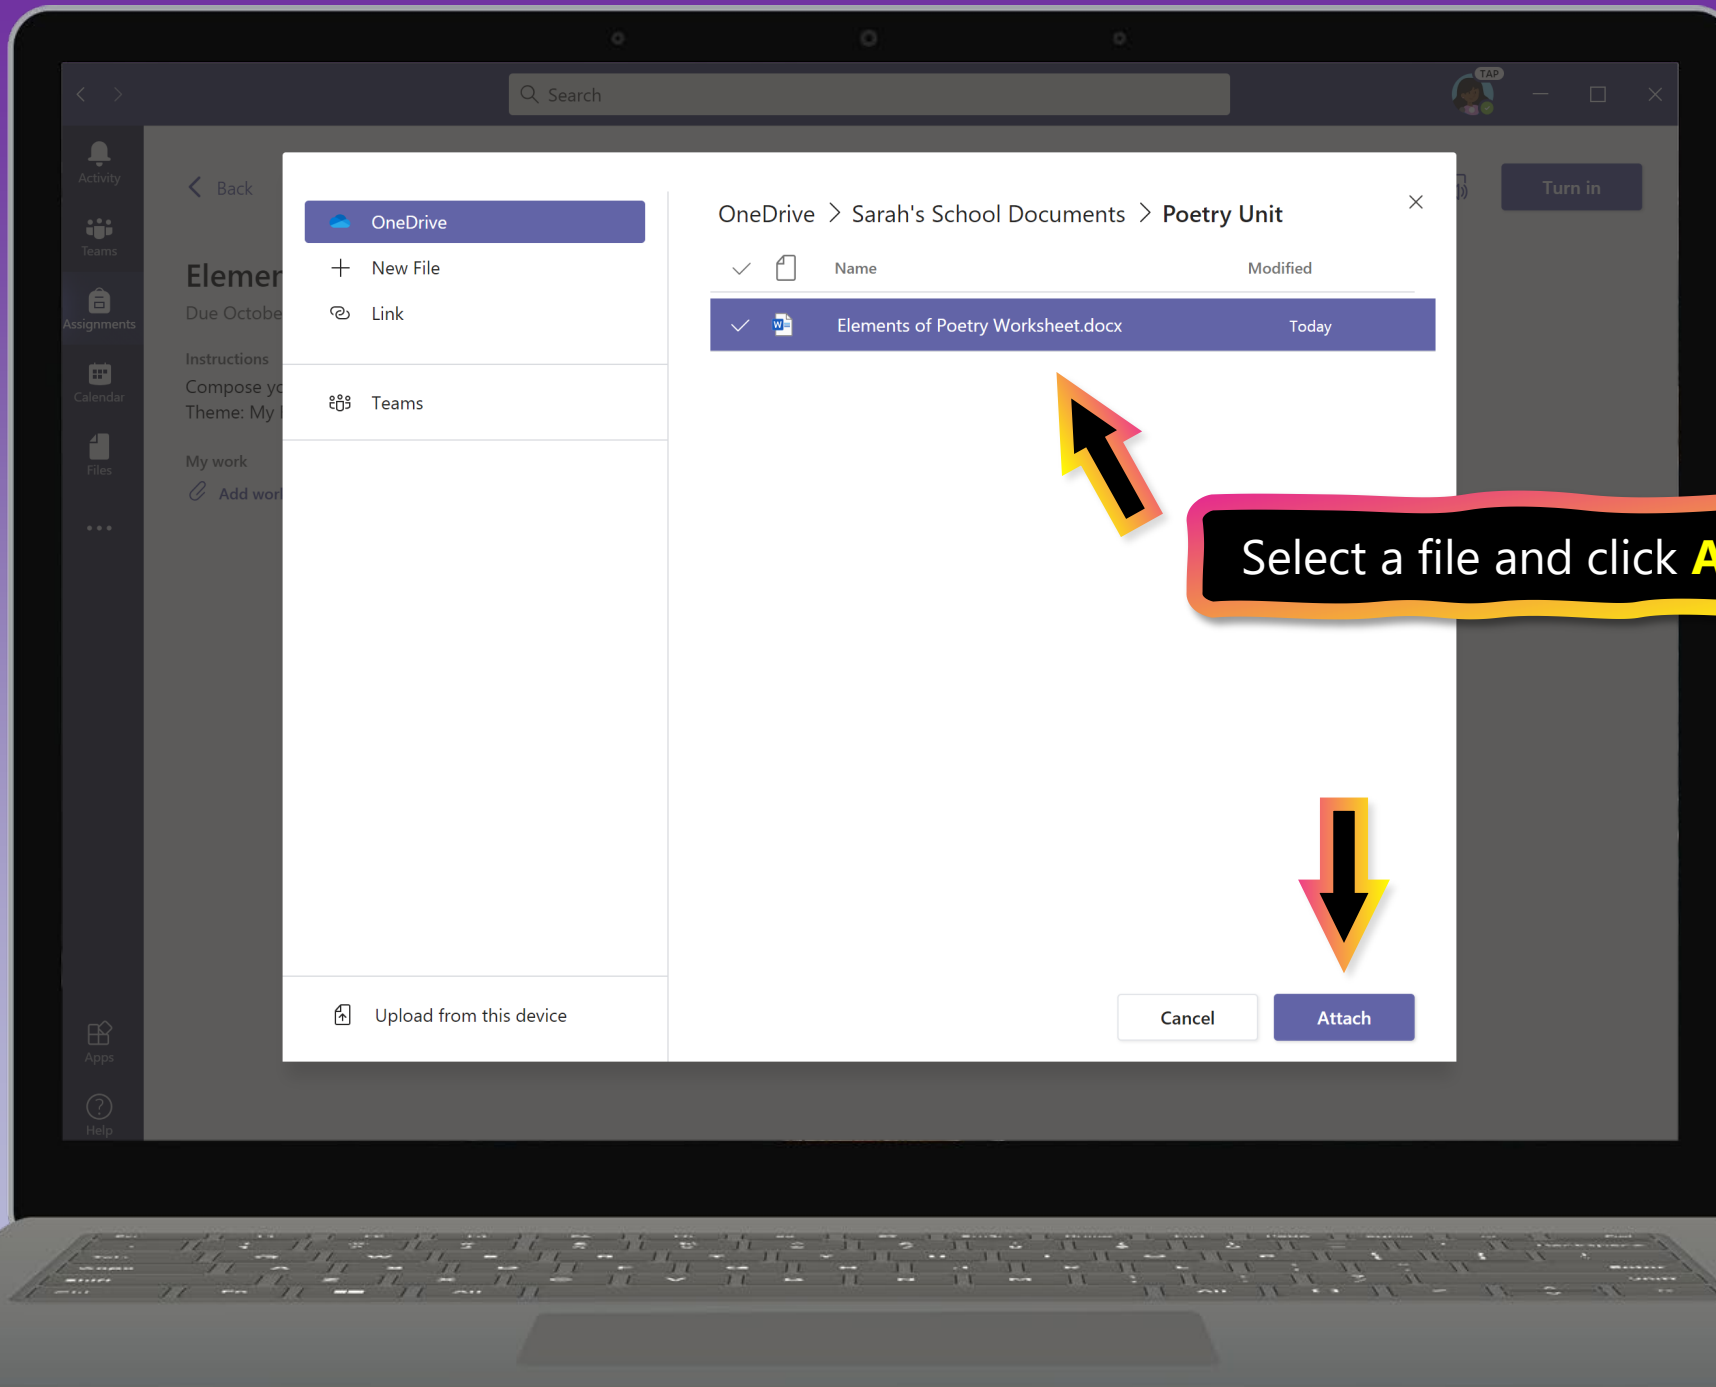 Search
TAP
Activity
Teams
Assignments
Calendar
Files
Apps
Help
Back
Turn in
Elemer
Due Octobe
Instructions
Compose yo
Theme: My
My work
Add worl
OneDrive
New File
Link
Teams
Upload from this device
OneDrive > Sarah's School Documents > Poetry Unit
Name Modified
Elements of Poetry Worksheet.docx Today
Select a file and click A
Cancel
Attach